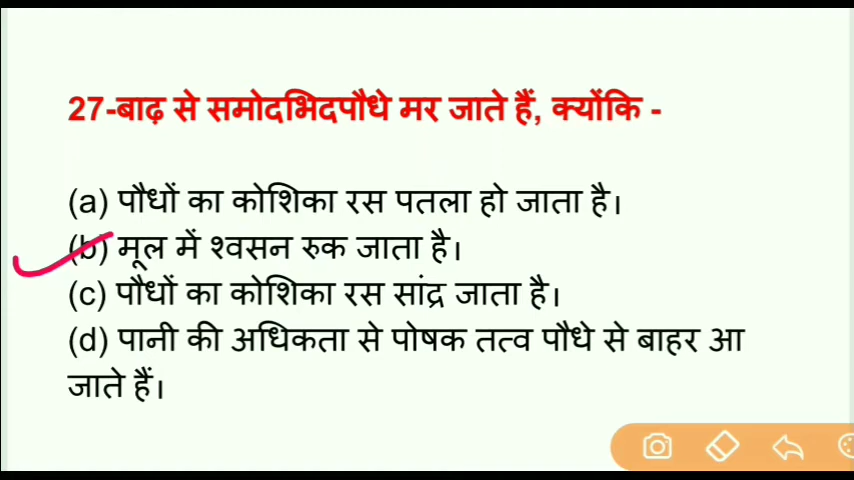 27-बाढ़ से समोदभिदपौधे मर जाते हैं, क्योंकि -
(a) पौधों का कोशिका रस पतला हो जाता है।
(b) मूल में श्वसन रुक जाता है।
(c) पौधों का कोशिका रस सांद्र जाता है।
(d) पानी की अधिकता से पोषक तत्व पौधे से बाहर आ
जाते हैं।